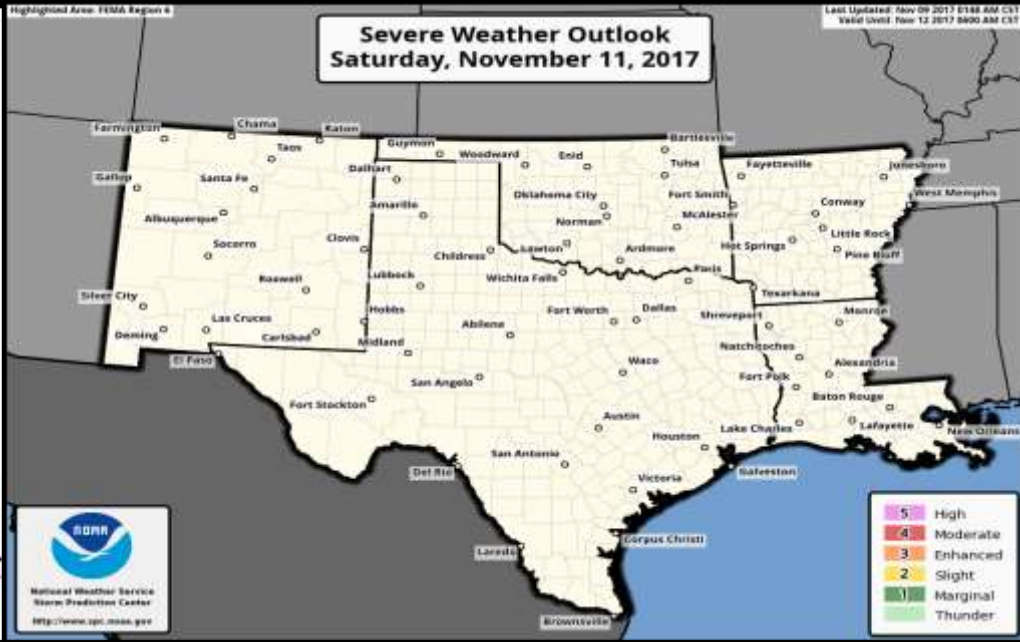 Highlighted Area: FEMA Region 6
Last Updated: Nov 09 2017 0148 AM CST
Valid Until: Nov 12 2017 0600 AM CST
Severe Weather Outlook
Saturday, November 11, 2017
Farmington
Chama
Raton
Guymon
Bartlesville
Taos
Woodward
Enid
Tulsa
Fayetteville
Jonesboro
Gallup
Santa Fe
Dalhart
Oklahoma City
Fort Smith
West Memphis
Albuquerque
Amarillo
Norman
McAlester
Conway
Socorro
Clovis
Childress
Lawton
Ardmore
Hot Springs
Little Rock
Pine Bluff
Roswell
Lubbock
Wichita Falls
Paris
Texarkana
Silver City
Las Cruces
Hobbs
Fort Worth
Dallas
Shreveport
Monroe
Deming
Carlsbad
Midland
Abilene
Natchitoches
El Paso
San Angelo
Waco
Fort Polk
Alexandria
Fort Stockton
Baton Rouge
Austin
Houston
Lake Charles
Lafayette
New Orleans
Del Rio
San Antonio
Galveston
Victoria
Laredo
Corpus Christi
Brownsville
NOAA
National Weather Service
Storm Prediction Center
http://www.spc.noaa.gov
5 High
4 Moderate
3 Enhanced
2 Slight
1 Marginal
Thunder